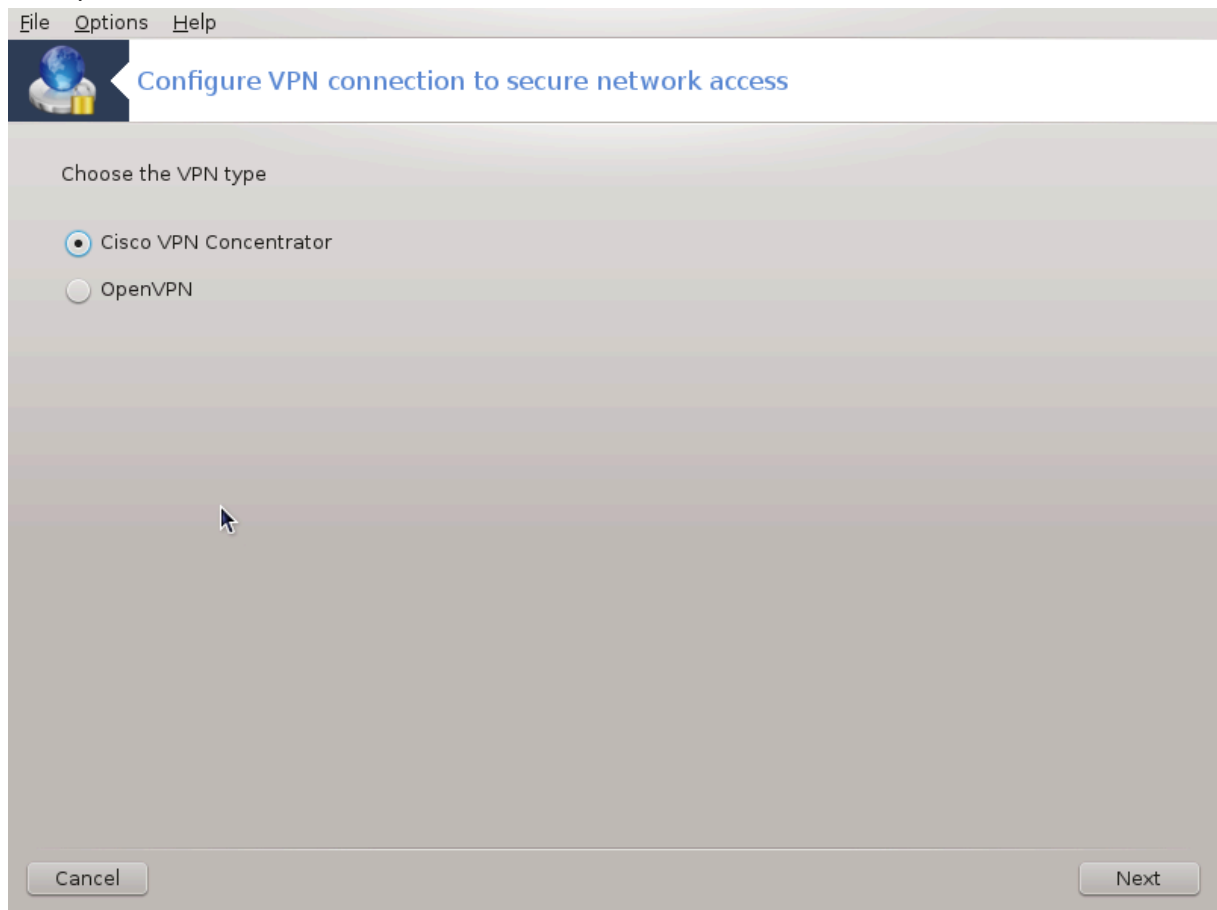 File Options Help
Configure VPN connection to secure network access
Choose the VPN type
Cisco VPN Concentrator
OpenVPN
Cancel Next